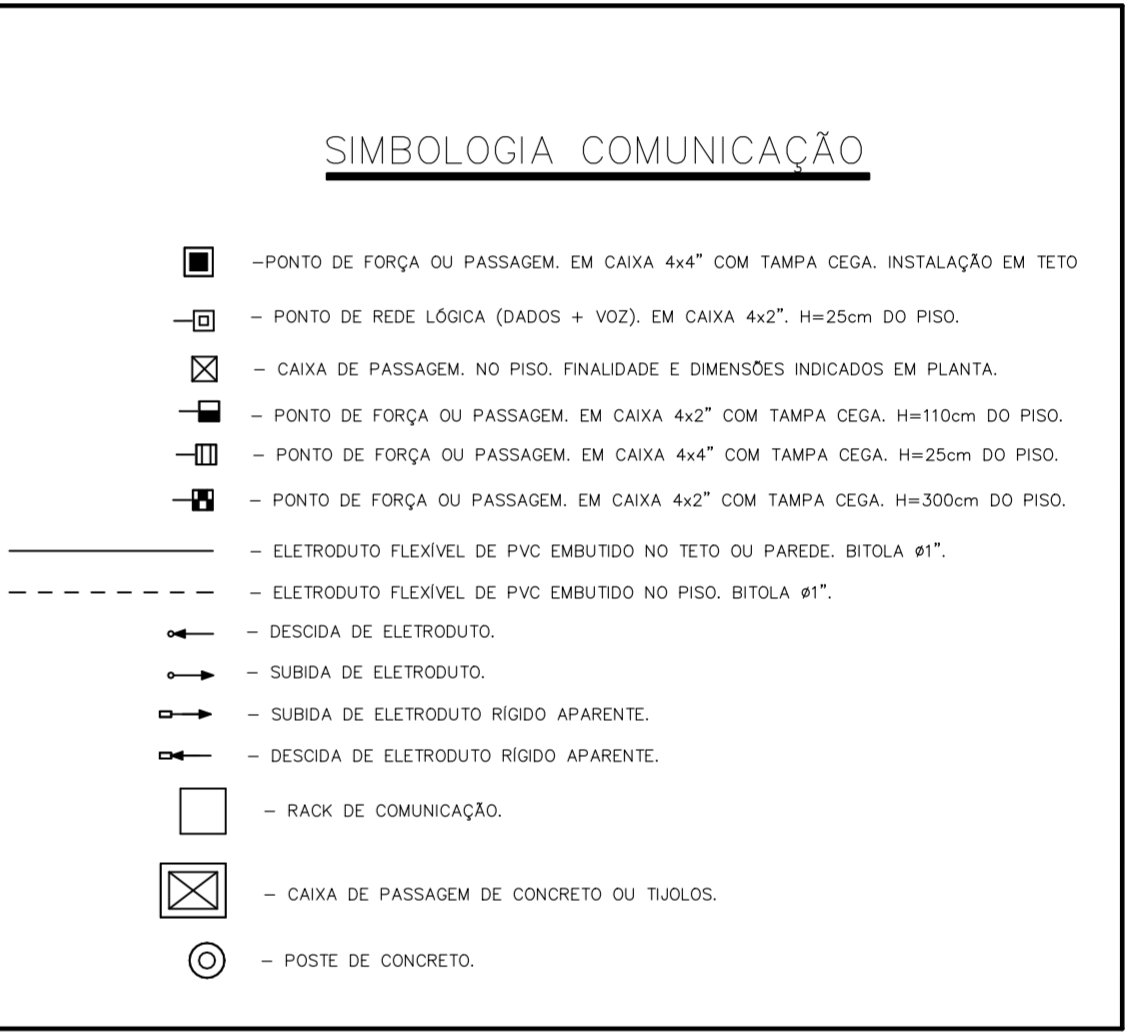 SIMBOLOGIA COMUNICAÇÃO
-PONTO DE FORÇA OU PASSAGEM. EM CAIXA 4x4" COM TAMPA CEGA. INSTALAÇÃO EM TETO
- PONTO DE REDE LÓGICA (DADOS + VOZ). EM CAIXA 4x2". H=25cm DO PISO.
- CAIXA DE PASSAGEM. NO PISO. FINALIDADE E DIMENSÕES INDICADOS EM PLANTA.
- PONTO DE FORÇA OU PASSAGEM. EM CAIXA 4x2" COM TAMPA CEGA. H=110cm DO PISO.
- PONTO DE FORÇA OU PASSAGEM. EM CAIXA 4x4" COM TAMPA CEGA. H=25cm DO PISO.
- PONTO DE FORÇA OU PASSAGEM. EM CAIXA 4x2" COM TAMPA CEGA. H=300cm DO PISO.
- ELETRODUTO FLEXÍVEL DE PVC EMBUTIDO NO TETO OU PAREDE. BITOLA ø1".
- ELETRODUTO FLEXÍVEL DE PVC EMBUTIDO NO PISO. BITOLA ø1".
- DESCIDA DE ELETRODUTO.
- SUBIDA DE ELETRODUTO.
- SUBIDA DE ELETRODUTO RÍGIDO APARENTE.
- DESCIDA DE ELETRODUTO RÍGIDO APARENTE.
- RACK DE COMUNICAÇÃO.
- CAIXA DE PASSAGEM DE CONCRETO OU TIJOLOS.
- POSTE DE CONCRETO.